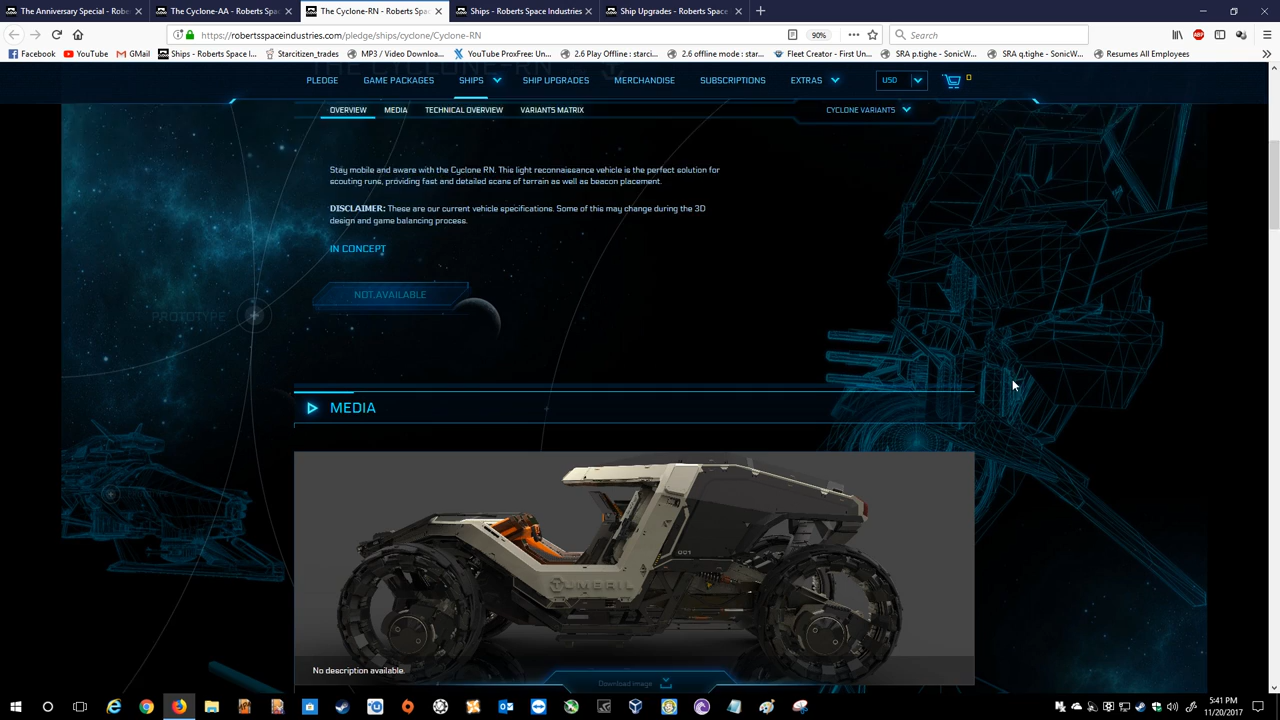 The Anniversary Special - Robe
The Cyclone-AA - Roberts Spa
The Cyclone-RN - Roberts Spac
Ships - Roberts Space Industries
Ship Upgrades - Roberts Space
https://robertsspaceindustries.com/pledge/ships/cyclone/Cyclone-RN
90%
Search
Facebook
YouTube
GMail
Ships - Roberts Space I...
Starcitizen_trades
MP3 / Video Downloa...
YouTube ProxFree: Un...
2.6 Play Offline : starci...
2.6 offline mode : star...
Fleet Creator - First Un...
SRA p.tighe - SonicW...
SRA q.tighe - SonicW...
Resumes All Employees
THE CYCLONE-RN
PLEDGE
GAME PACKAGES
SHIPS
SHIP UPGRADES
MERCHANDISE
SUBSCRIPTIONS
EXTRAS
USD
0
OVERVIEW
MEDIA
TECHNICAL OVERVIEW
VARIANTS MATRIX
CYCLONE VARIANTS
Stay mobile and aware with the Cyclone RN. This light reconnaissance vehicle is the perfect solution for
scouting runs, providing fast and detailed scans of terrain as well as beacon placement.
DISCLAIMER: These are our current vehicle specifications. Some of this may change during the 3D
design and game balancing process.
IN CONCEPT
NOT AVAILABLE
PROTOTYPE
MEDIA
001
TUMBRIL
No description available.
Download image
5:41 PM
11/20/2017